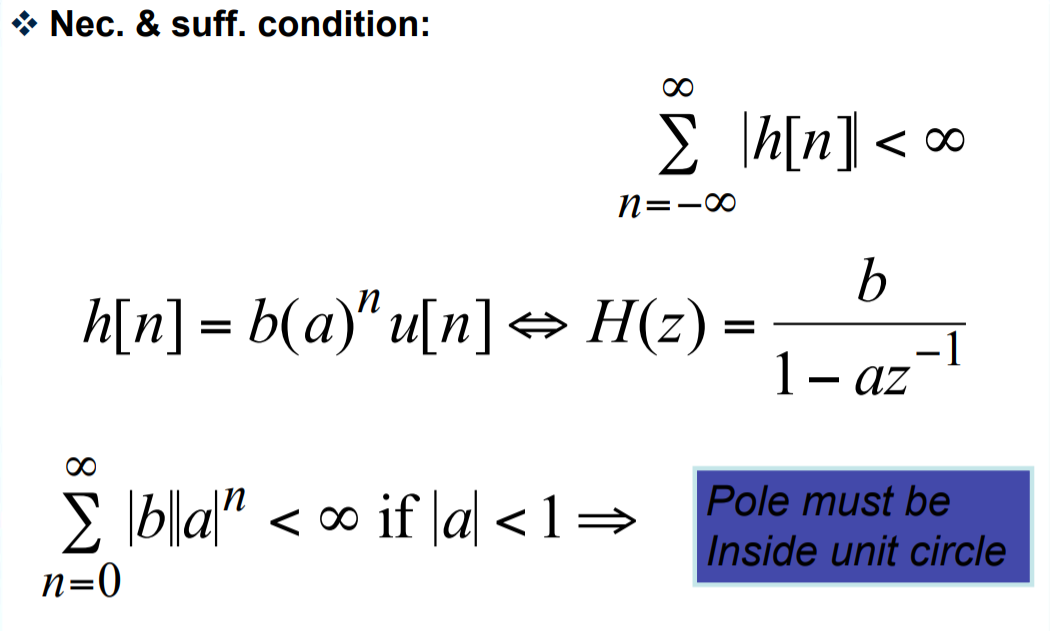 ❖ Nec. & suff. condition:
∞
∑ |h[n]| < ∞
n=−∞
h[n] = b(a)ⁿ u[n] ⇔ H(z) = b / (1 − az⁻¹)
∞
∑ |b||a|ⁿ < ∞ if |a| < 1 ⇒
n=0
Pole must be
Inside unit circle